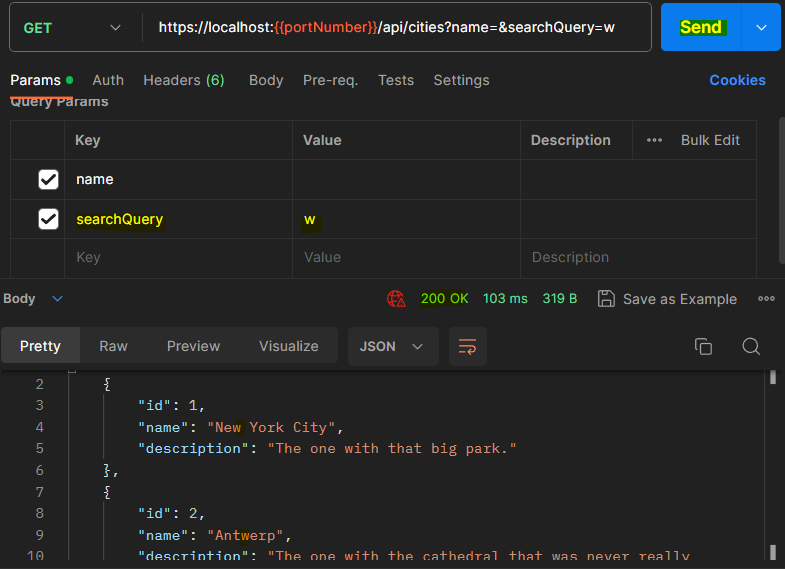 GET https://localhost:{{portNumber}}/api/cities?name=&searchQuery=w Send
Params Auth Headers (6) Body Pre-req. Tests Settings Cookies
Query Params
Key Value Description Bulk Edit
name
searchQuery w
Key Value Description
Body 200 OK 103 ms 319 B Save as Example
Pretty Raw Preview Visualize JSON
2 {
3 "id": 1,
4 "name": "New York City",
5 "description": "The one with that big park."
6 },
7 {
8 "id": 2,
9 "name": "Antwerp",
10 "description": "The one with the cathedral that was never really